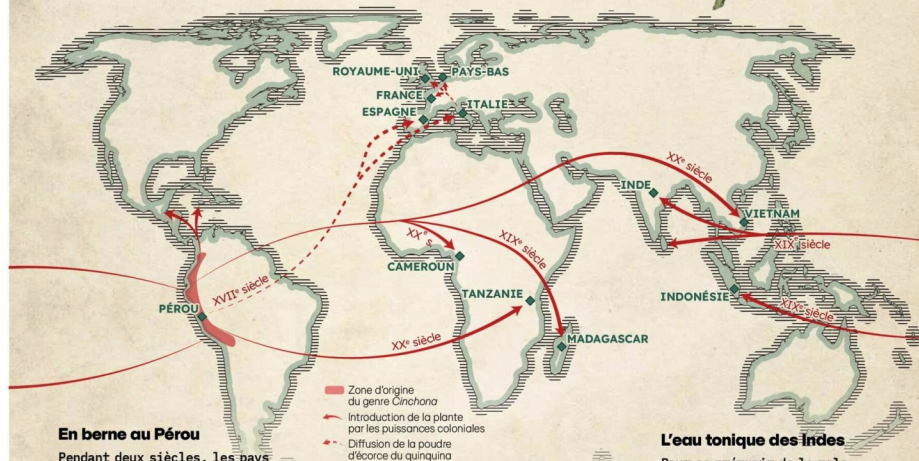 ROYAUME-UNI
PAYS-BAS
FRANCE
ITALIE
ESPAGNE
XXᵉ siècle
INDE
VIETNAM
XIXᵉ siècle
XXᵉ s.
XIXᵉ siècle
CAMEROUN
XVIIᵉ siècle
TANZANIE
INDONÉSIE
XIXᵉ siècle
PÉROU
XXᵉ siècle
MADAGASCAR
Zone d'origine
du genre Cinchona
Introduction de la plante
par les puissances coloniales
Diffusion de la poudre
d'écorce du quinquina
En berne au Pérou
Pendant deux siècles, les pays
L'eau tonique des Indes